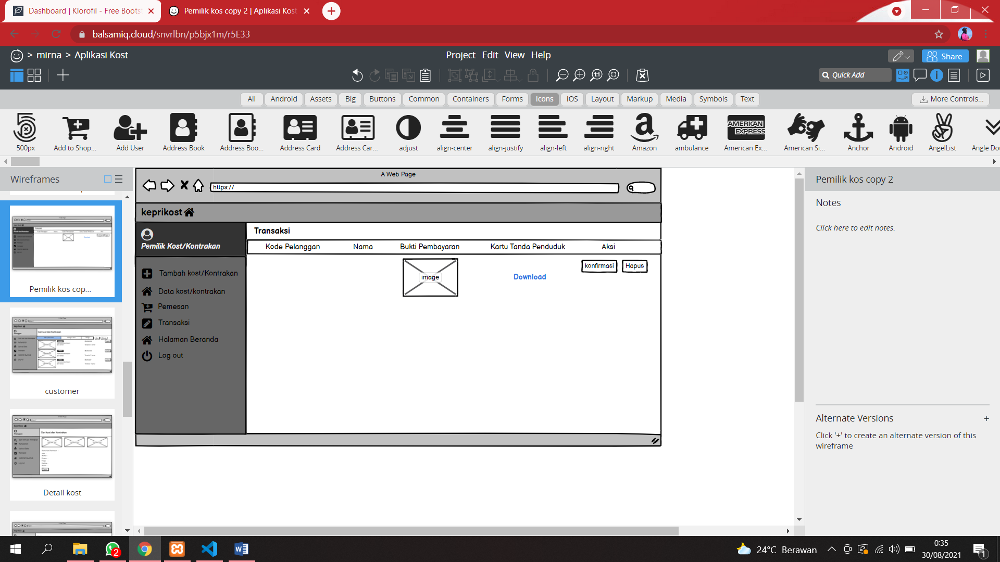 Dashboard | Klorofil - Free Boots
Pemilik kos copy 2 | Aplikasi Kost
balsamiq.cloud/snvrlbn/p5bjx1m/r5E33
> mirna > Aplikasi Kost
Project Edit View Help
Share
Quick Add
All Android Assets Big Buttons Common Containers Forms Icons iOS Layout Markup Media Symbols Text
More Controls...
500px Add to Shop... Add User Address Book Address Boo... Address Card Address Car... adjust align-center align-justify align-left align-right Amazon ambulance American Ex... American Si... Anchor Android AngelList Angle Dou
AMERICAN EXPRESS
Wireframes
Pemilik kos cop...
customer
Detail kost
A Web Page
https://
keprikost
Pemilik Kost/Kontrakan
Tambah kost/Kontrakan
Data kost/kontrakan
Pemesan
Transaksi
Halaman Beranda
Log out
Transaksi
Kode Pelanggan Nama Bukti Pembayaran Kartu Tanda Penduduk Aksi
image
Download
konfirmasi Hapus
Pemilik kos copy 2
Notes
Click here to edit notes.
Alternate Versions +
Click '+' to create an alternate version of this
wireframe
2
24°C Berawan
0:35
30/08/2021
1